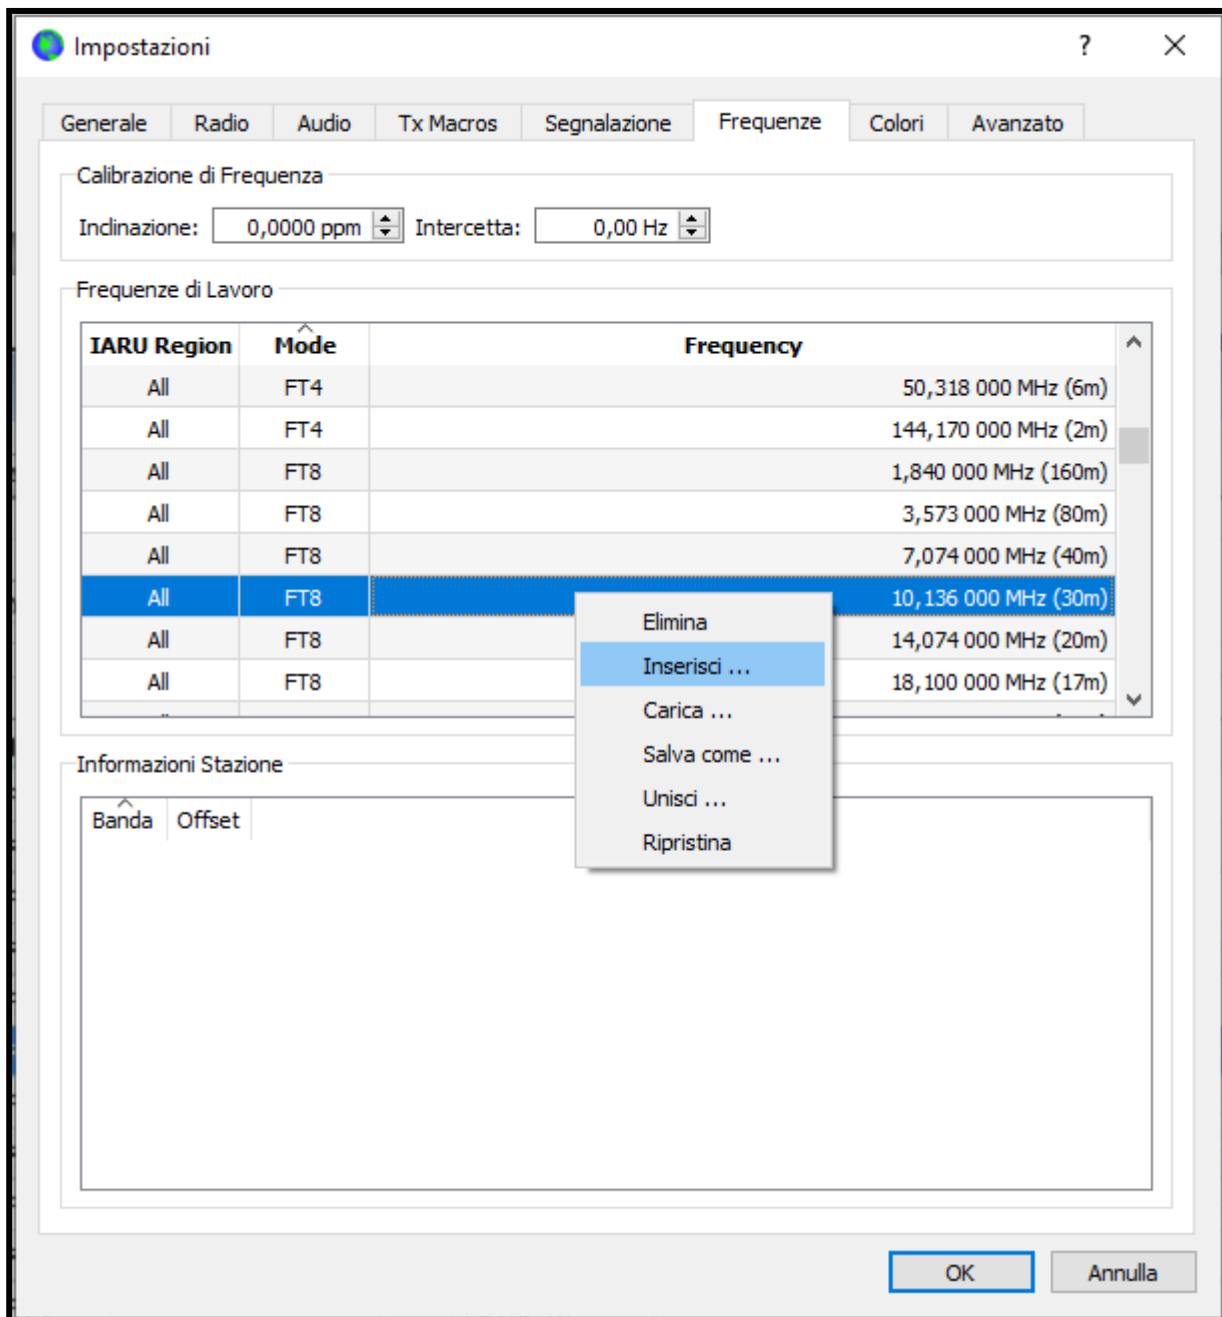 Impostazioni ?
Generale Radio Audio Tx Macros Segnalazione Frequenze Colori Avanzato
Calibrazione di Frequenza
Inclinazione: 0,0000 ppm Intercetta: 0,00 Hz
Frequenze di Lavoro
IARU Region Mode Frequency
All FT4 50,318 000 MHz (6m)
All FT4 144,170 000 MHz (2m)
All FT8 1,840 000 MHz (160m)
All FT8 3,573 000 MHz (80m)
All FT8 7,074 000 MHz (40m)
All FT8 10,136 000 MHz (30m)
All FT8 14,074 000 MHz (20m)
All FT8 18,100 000 MHz (17m)
Elimina
Inserisci ...
Carica ...
Salva come ...
Unisci ...
Ripristina
Informazioni Stazione
Banda Offset
OK Annulla